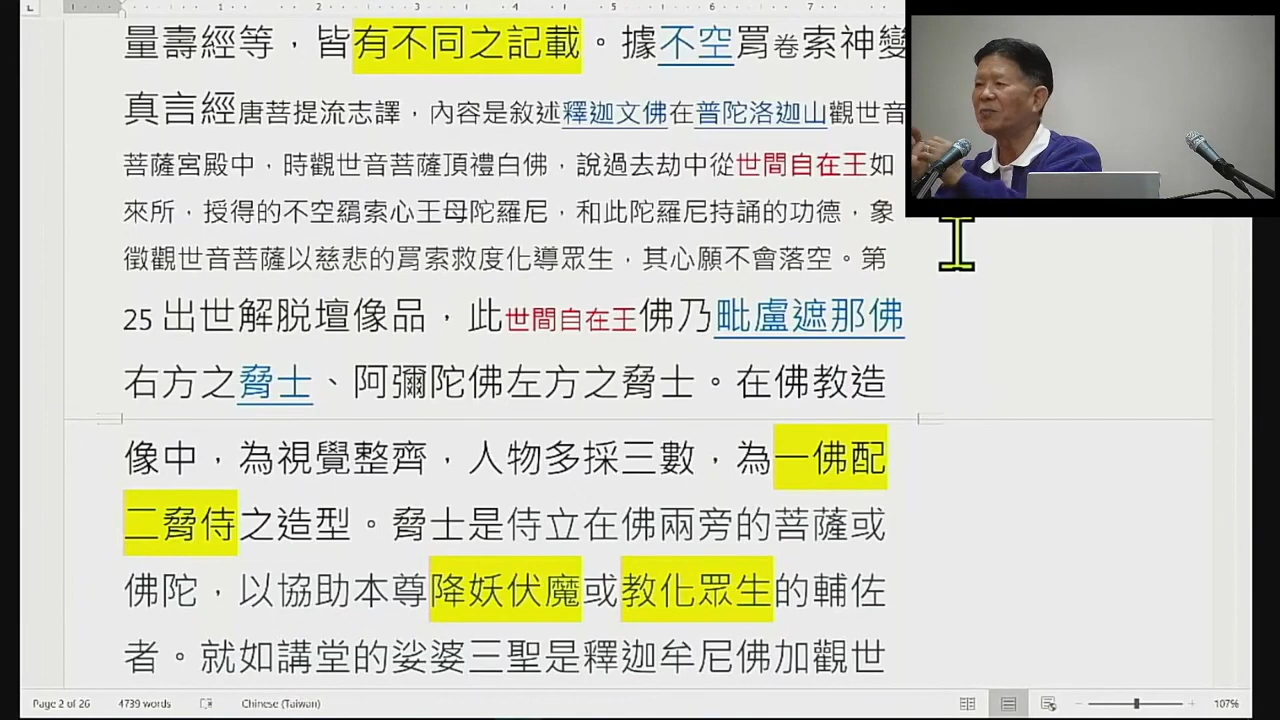 1 2 3 4 5 6 7
量壽經等，皆有不同之記載。據不空罥卷索神變
真言經唐菩提流志譯，內容是敘述釋迦文佛在普陀洛迦山觀世音
菩薩宮殿中，時觀世音菩薩頂禮白佛，說過去劫中從世間自在王如
來所，授得的不空羂索心王母陀羅尼，和此陀羅尼持誦的功德，象
徵觀世音菩薩以慈悲的罥索救度化導眾生，其心願不會落空。第
25 出世解脫壇像品，此世間自在王佛乃毗盧遮那佛
右方之脅士、阿彌陀佛左方之脅士。在佛教造
像中，為視覺整齊，人物多採三數，為一佛配
二脅侍之造型。脅士是侍立在佛兩旁的菩薩或
佛陀，以協助本尊降妖伏魔或教化眾生的輔佐
者。就如講堂的娑婆三聖是釋迦牟尼佛加觀世
Page 2 of 26 4739 words Chinese (Taiwan) 107%